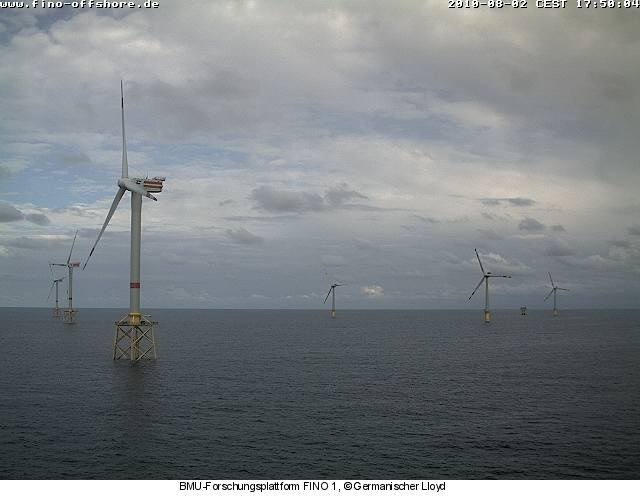 www.fino-offshore.de 2010-08-02 CEST 17:50:04
BMU-Forschungsplattform FINO 1, © Germanischer Lloyd